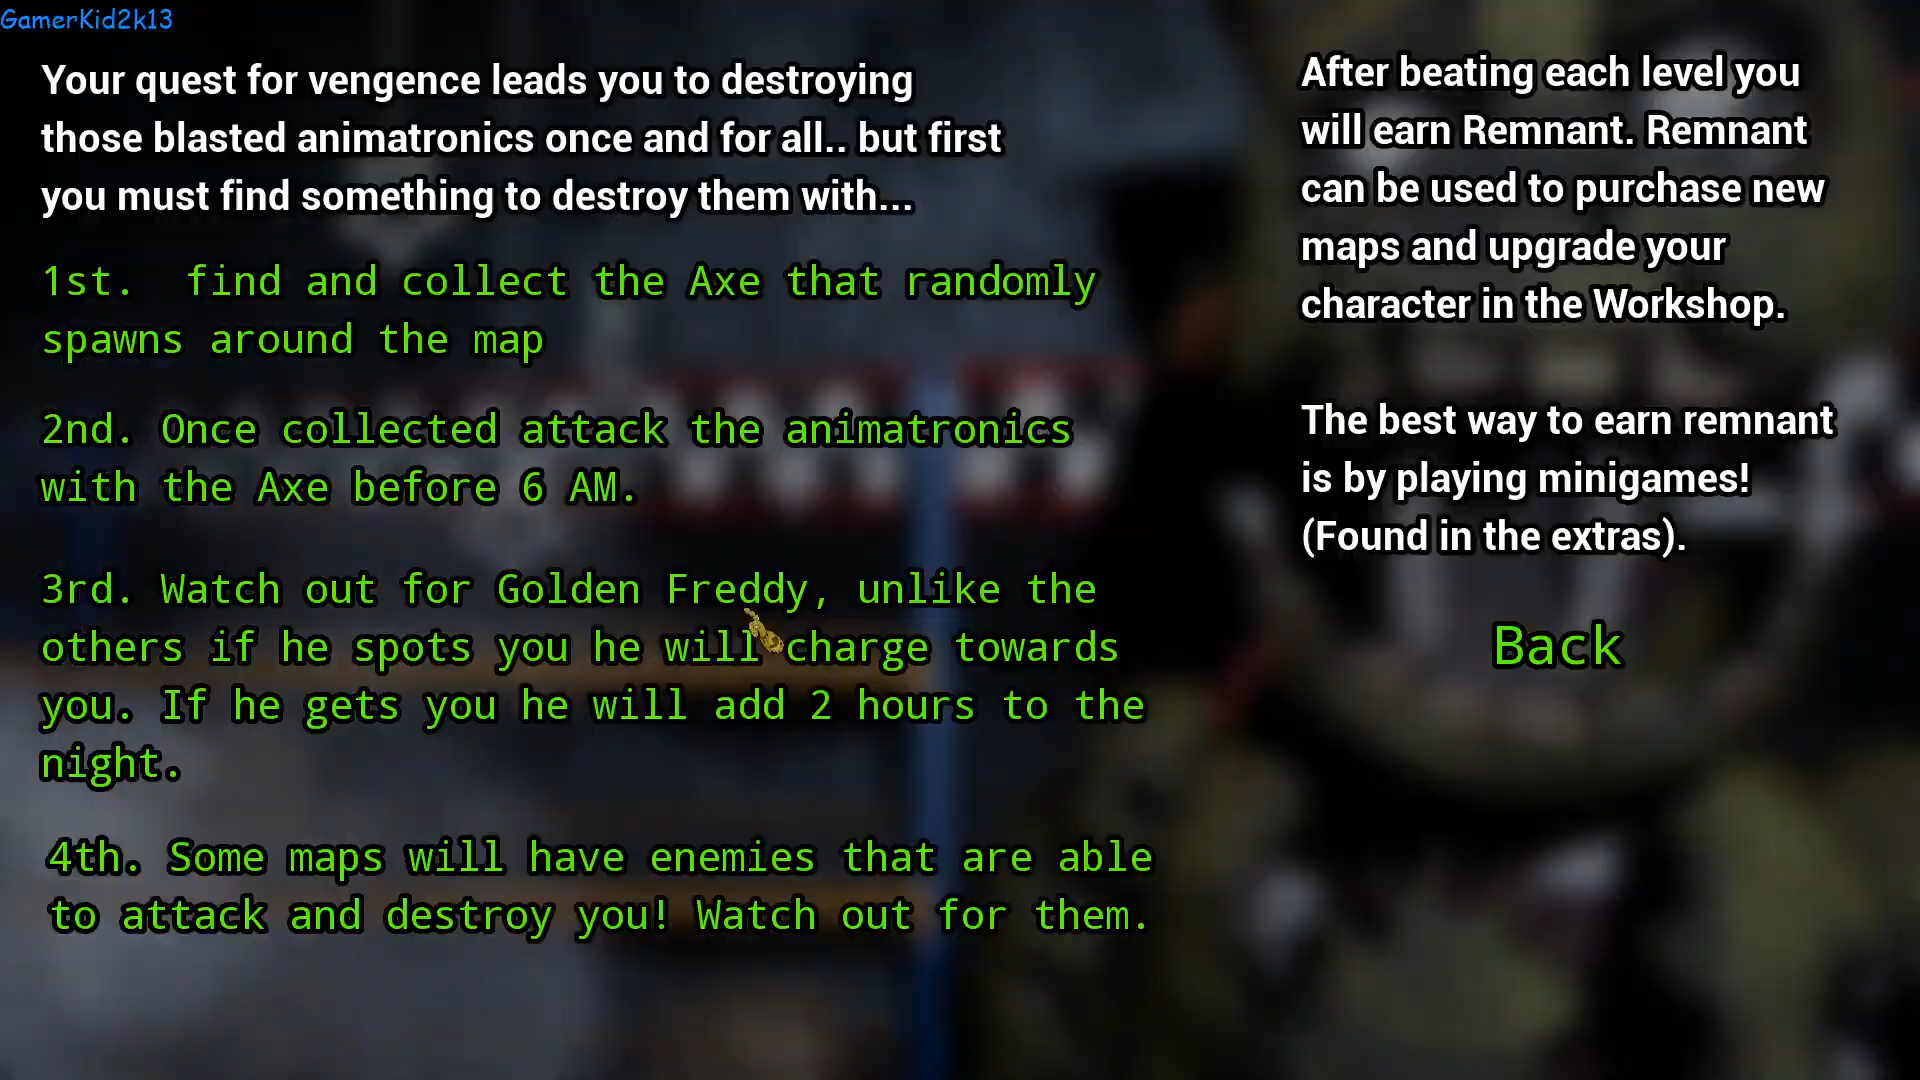 GamerKid2k13
Your quest for vengence leads you to destroying
those blasted animatronics once and for all.. but first
you must find something to destroy them with...
1st.  find and collect the Axe that randomly
spawns around the map
2nd. Once collected attack the animatronics
with the Axe before 6 AM.
3rd. Watch out for Golden Freddy, unlike the
others if he spots you he will charge towards
you. If he gets you he will add 2 hours to the
night.
4th. Some maps will have enemies that are able
to attack and destroy you! Watch out for them.
After beating each level you
will earn Remnant. Remnant
can be used to purchase new
maps and upgrade your
character in the Workshop.
The best way to earn remnant
is by playing minigames!
(Found in the extras).
Back